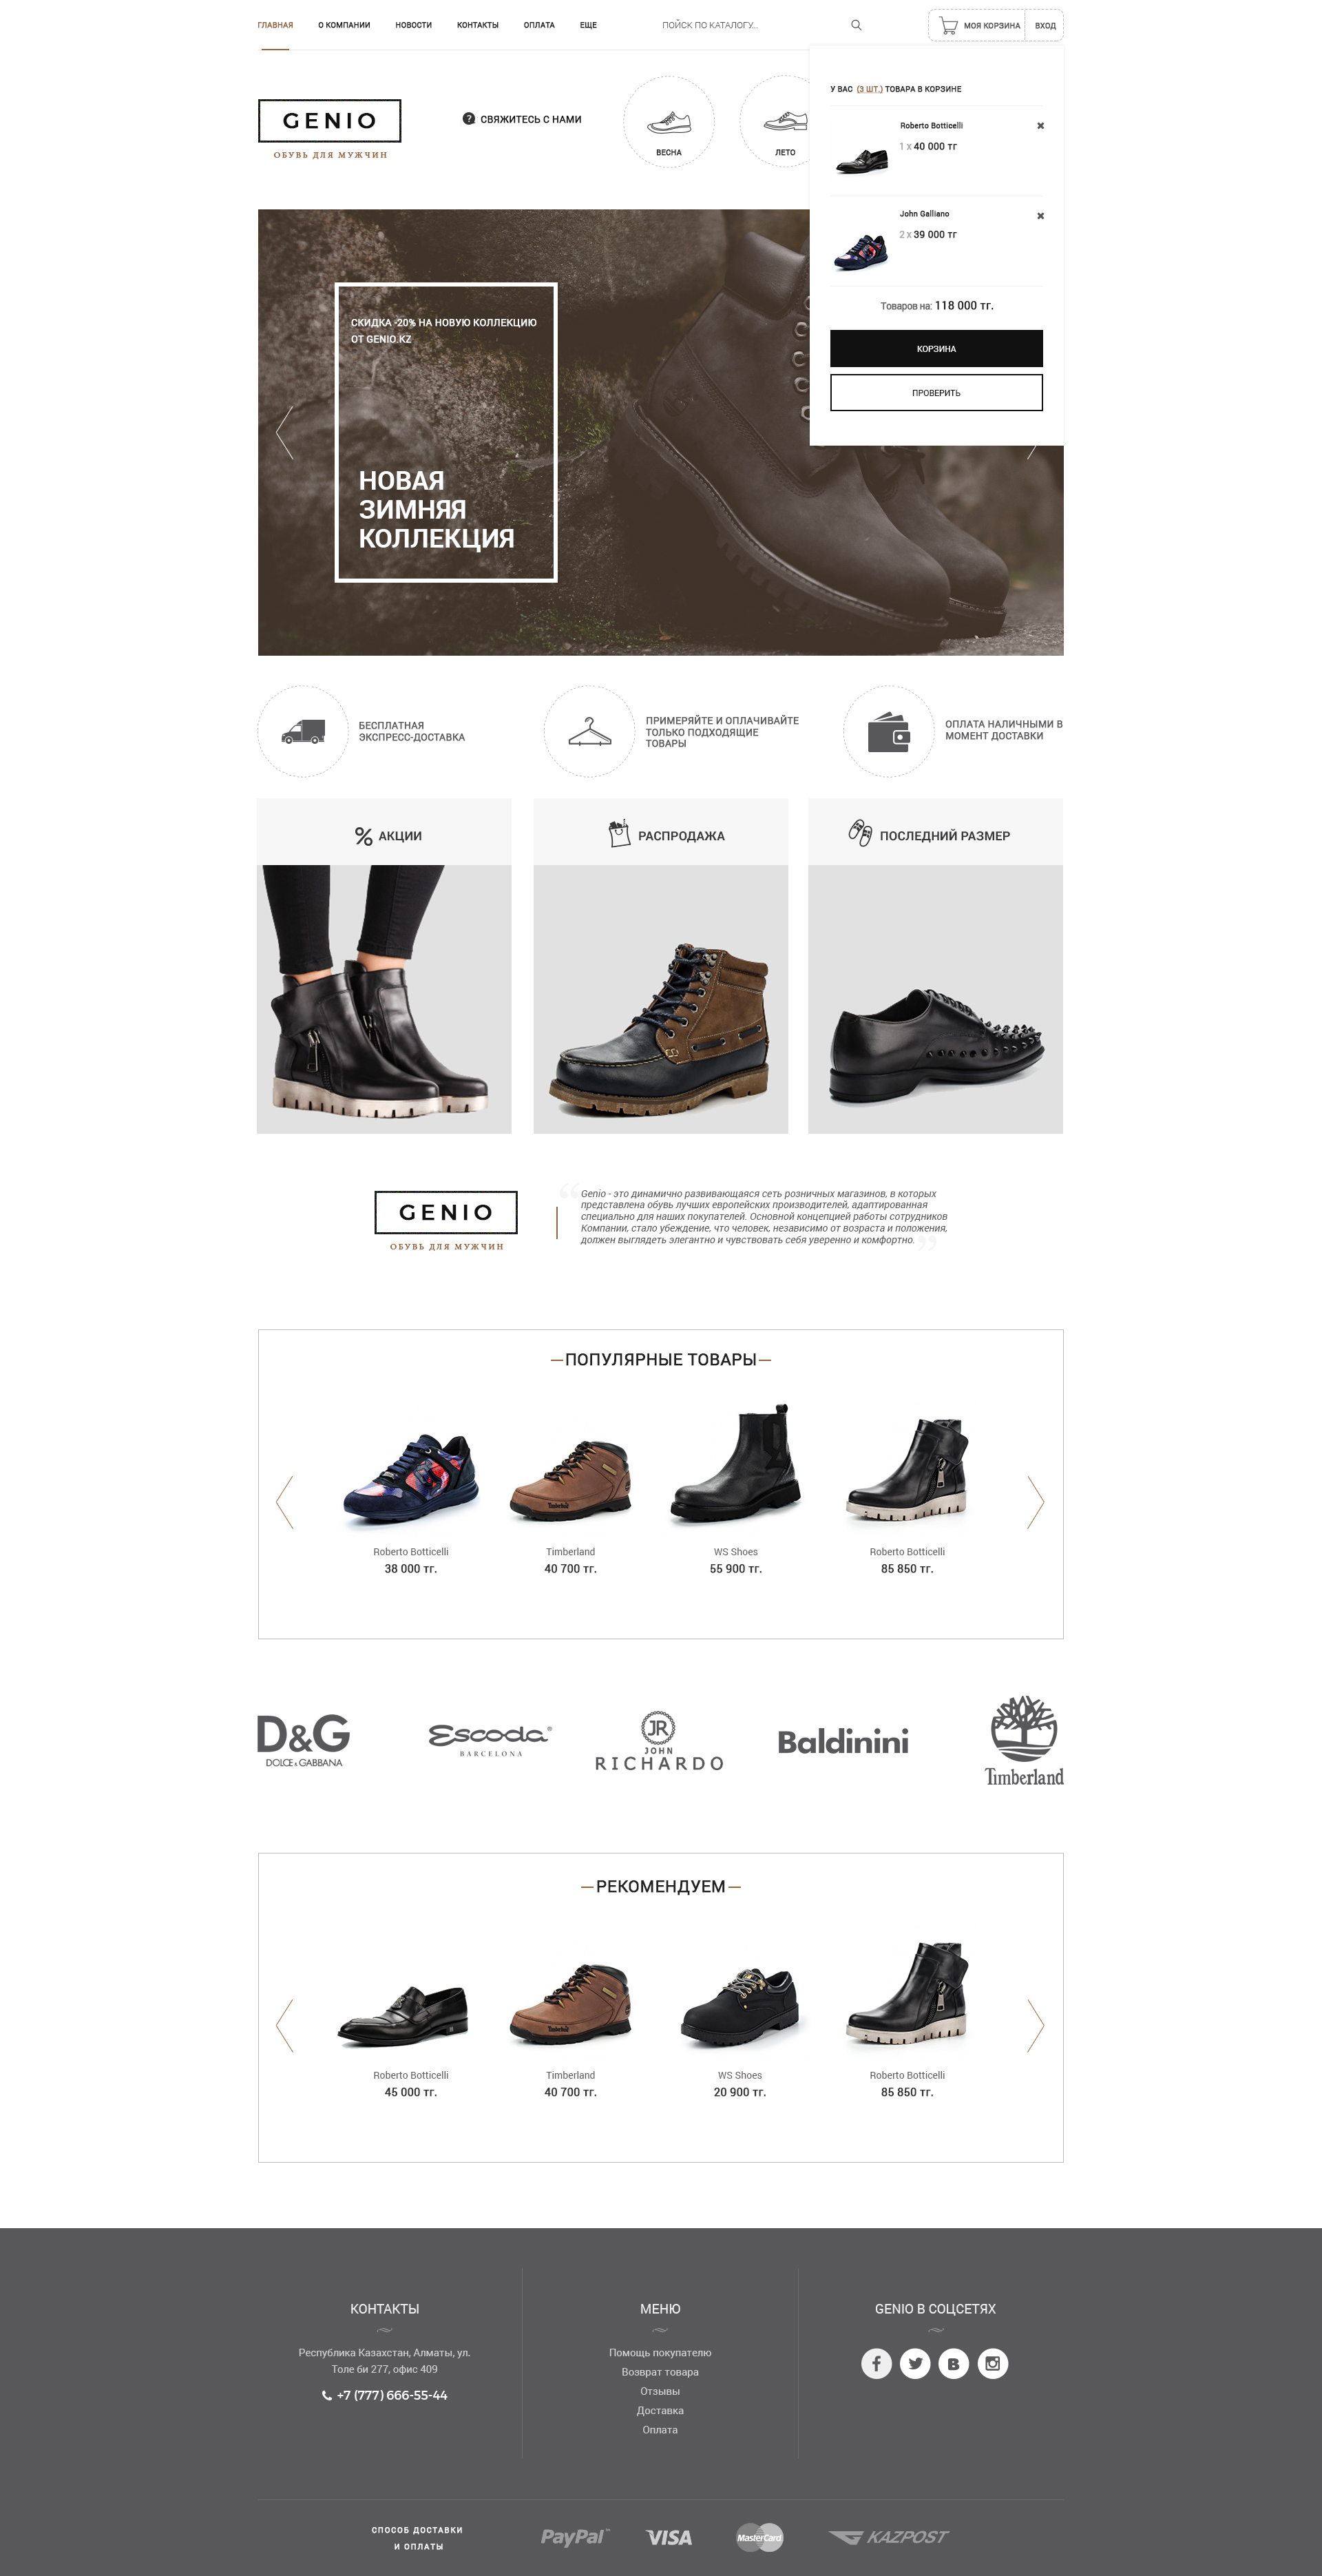 ГЛАВНАЯ
О КОМПАНИИ
НОВОСТИ
КОНТАКТЫ
ОПЛАТА
ЕЩЕ
ПОЙСК ПО КАТАЛОГУ...
МОЯ КОРЗИНА
ВХОД
GENIO
ОБУВЬ ДЛЯ МУЖЧИН
? СВЯЖИТЕСЬ С НАМИ
ВЕСНА
ЛЕТО
У ВАС (3 ШТ.) ТОВАРА В КОРЗИНЕ
Roberto Botticelli
1 x 40 000 тг
John Galliano
2 x 39 000 тг
Товаров на: 118 000 тг.
КОРЗИНА
ПРОВЕРИТЬ
СКИДКА -20% НА НОВУЮ КОЛЛЕКЦИЮ
ОТ GENIO.KZ
НОВАЯ
ЗИМНЯЯ
КОЛЛЕКЦИЯ
БЕСПЛАТНАЯ
ЭКСПРЕСС-ДОСТАВКА
ПРИМЕРЯЙТЕ И ОПЛАЧИВАЙТЕ
ТОЛЬКО ПОДХОДЯЩИЕ
ТОВАРЫ
ОПЛАТА НАЛИЧНЫМИ В
МОМЕНТ ДОСТАВКИ
% АКЦИИ
РАСПРОДАЖА
ПОСЛЕДНИЙ РАЗМЕР
GENIO
ОБУВЬ ДЛЯ МУЖЧИН
“ Genio - это динамично развивающаяся сеть розничных магазинов, в которых
представлена обувь лучших европейских производителей, адаптированная
специально для наших покупателей. Основной концепцией работы сотрудников
Компании, стало убеждение, что человек, независимо от возраста и положения,
должен выглядеть элегантно и чувствовать себя уверенно и комфортно. ”
ПОПУЛЯРНЫЕ ТОВАРЫ
Roberto Botticelli
38 000 тг.
Timberland
40 700 тг.
WS Shoes
55 900 тг.
Roberto Botticelli
85 850 тг.
D&G
DOLCE & GABBANA
Escoda®
BARCELONA
JR
JOHN
RICHARDO
Baldinini
Timberland
РЕКОМЕНДУЕМ
Roberto Botticelli
45 000 тг.
Timberland
40 700 тг.
WS Shoes
20 900 тг.
Roberto Botticelli
85 850 тг.
КОНТАКТЫ
Республика Казахстан, Алматы, ул.
Толе би 277, офис 409
+7 (777) 666-55-44
МЕНЮ
Помощь покупателю
Возврат товара
Отзывы
Доставка
Оплата
GENIO В СОЦСЕТЯХ
СПОСОБ ДОСТАВКИ
И ОПЛАТЫ
PayPal™
VISA
MasterCard
KAZPOST